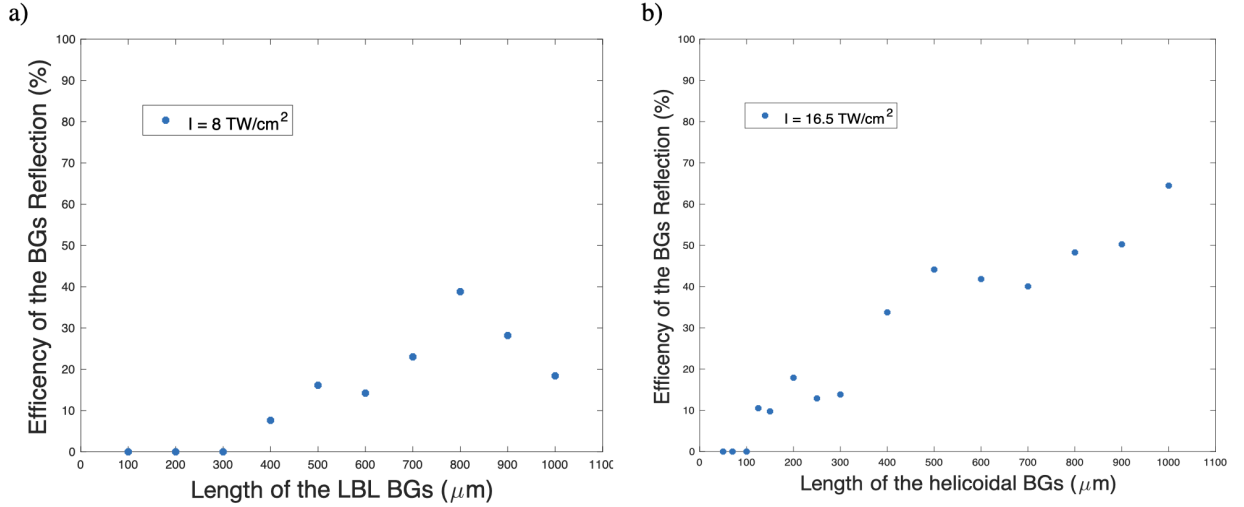 a)
100
90
80
70
60
50
40
30
20
10
0
Efficency of the BGs Reflection (%)
I = 8 TW/cm²
0 100 200 300 400 500 600 700 800 900 1000 1100
Length of the LBL BGs (μm)
b)
100
90
80
70
60
50
40
30
20
10
0
Efficency of the BGs Reflection (%)
I = 16.5 TW/cm²
0 100 200 300 400 500 600 700 800 900 1000 1100
Length of the helicoidal BGs (μm)